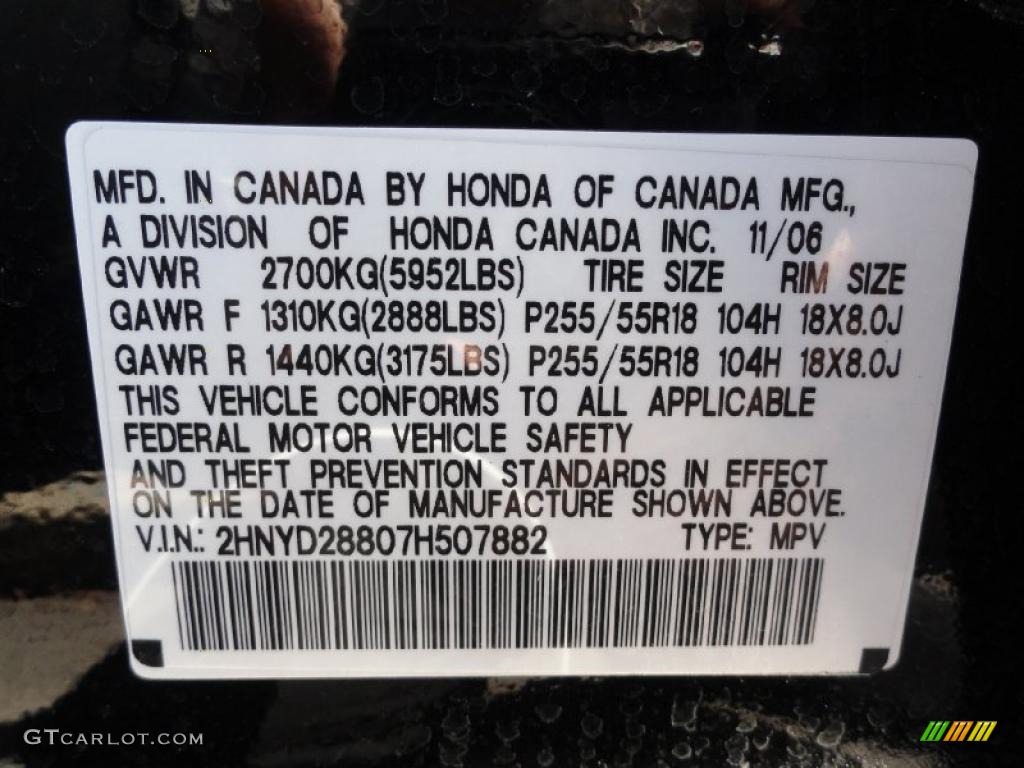 MFD. IN CANADA BY HONDA OF CANADA MFG.,
A DIVISION OF HONDA CANADA INC. 11/06
GVWR 2700KG(5952LBS) TIRE SIZE RIM SIZE
GAWR F 1310KG(2888LBS) P255/55R18 104H 18X8.0J
GAWR R 1440KG(3175LBS) P255/55R18 104H 18X8.0J
THIS VEHICLE CONFORMS TO ALL APPLICABLE
FEDERAL MOTOR VEHICLE SAFETY
AND THEFT PREVENTION STANDARDS IN EFFECT
ON THE DATE OF MANUFACTURE SHOWN ABOVE.
V.I.N.: 2HNYD28807H507882 TYPE: MPV
GTCARLOT.COM